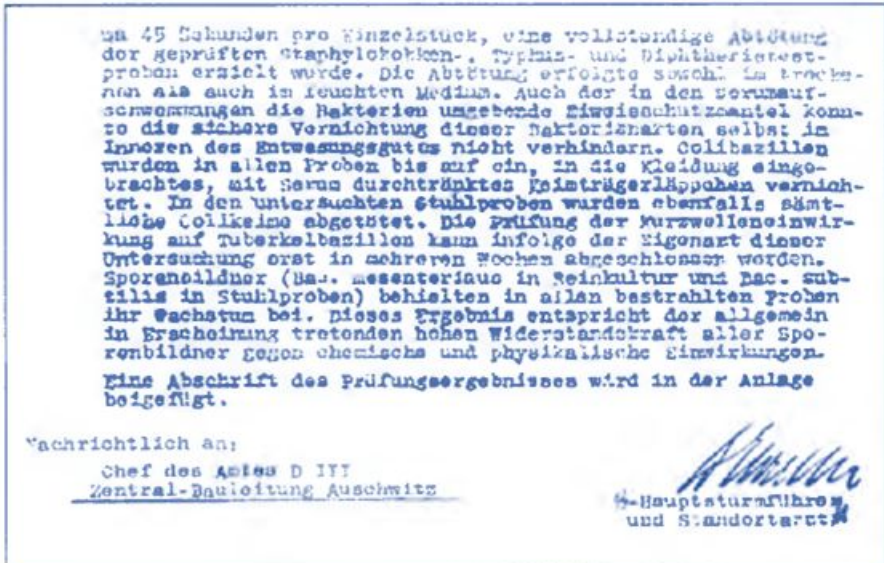 um 45 Sekunden pro Einzelstück, eine vollständige Abtötung
der geprüften Staphylokokken-, Typhus- und Diphtherietest-
proben erzielt wurde. Die Abtötung erfolgte sowohl im trocke-
nen als auch im feuchten Medium. Auch der in den Serumauf-
schwemmungen die Bakterien umgebende Eiweisschutzmantel konn-
te die sichere Vernichtung dieser Bakterienarten selbst im
Inneren des Entwesungsgutes nicht verhindern. Colibazillen
wurden in allen Proben bis auf ein, in die Kleidung einge-
brachtes, mit Serum durchtränktes Keimträgerläppchen vernich-
tet. In den untersuchten Stuhlproben wurden ebenfalls sämt-
liche Colikeime abgetötet. Die Prüfung der Kurzwelleneinwir-
kung auf Tuberkelbazillen kann infolge der Eigenart dieser
Untersuchung erst in mehreren Wochen abgeschlossen werden.
Sporenbildner (Bac. mesentericus in Reinkultur und Bac. sub-
tilis in Stuhlproben) behielten in allen bestrahlten Proben
ihr Wachstum bei. Dieses Ergebnis entspricht der allgemein
in Erscheinung tretenden hohen Widerstandskraft aller Spo-
renbildner gegen chemische und physikalische Einwirkungen.
Eine Abschrift des Prüfungsergebnisses wird in der Anlage
beigefügt.
Nachrichtlich an:
Chef des Amtes D III
Zentral-Bauleitung Auschwitz
-Hauptsturmführer
und Standortarzt